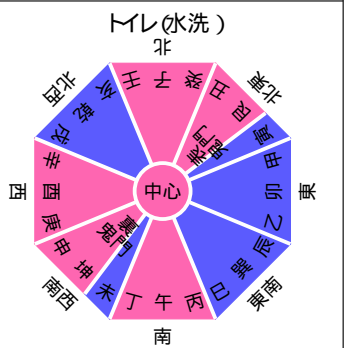 トイレ(水洗)
北
壬 子 癸
北東
丑 艮 寅
表鬼門
東
甲 卯 乙
東南
辰 巽 巳
南
丙 午 丁
南西
未 坤 申
裏鬼門
西
庚 酉 辛
北西
戌 乾 亥
中心